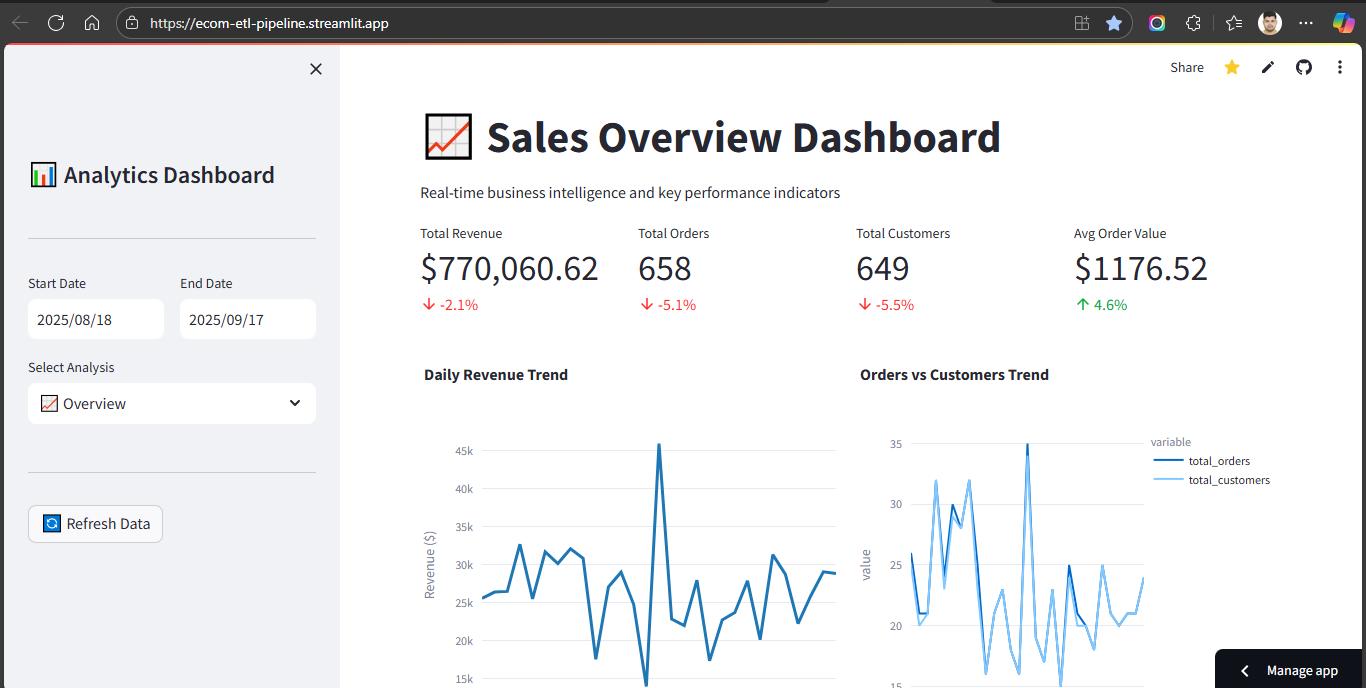 https://ecom-etl-pipeline.streamlit.app
Share
Analytics Dashboard
Start Date End Date
2025/08/18 2025/09/17
Select Analysis
Overview
Refresh Data
Sales Overview Dashboard
Real-time business intelligence and key performance indicators
Total Revenue Total Orders Total Customers Avg Order Value
$770,060.62 658 649 $1176.52
-2.1% -5.1% -5.5% 4.6%
Daily Revenue Trend
45k
40k
35k
30k
25k
20k
15k
Revenue ($)
Orders vs Customers Trend
35
30
25
20
15
value
variable
total_orders
total_customers
Manage app